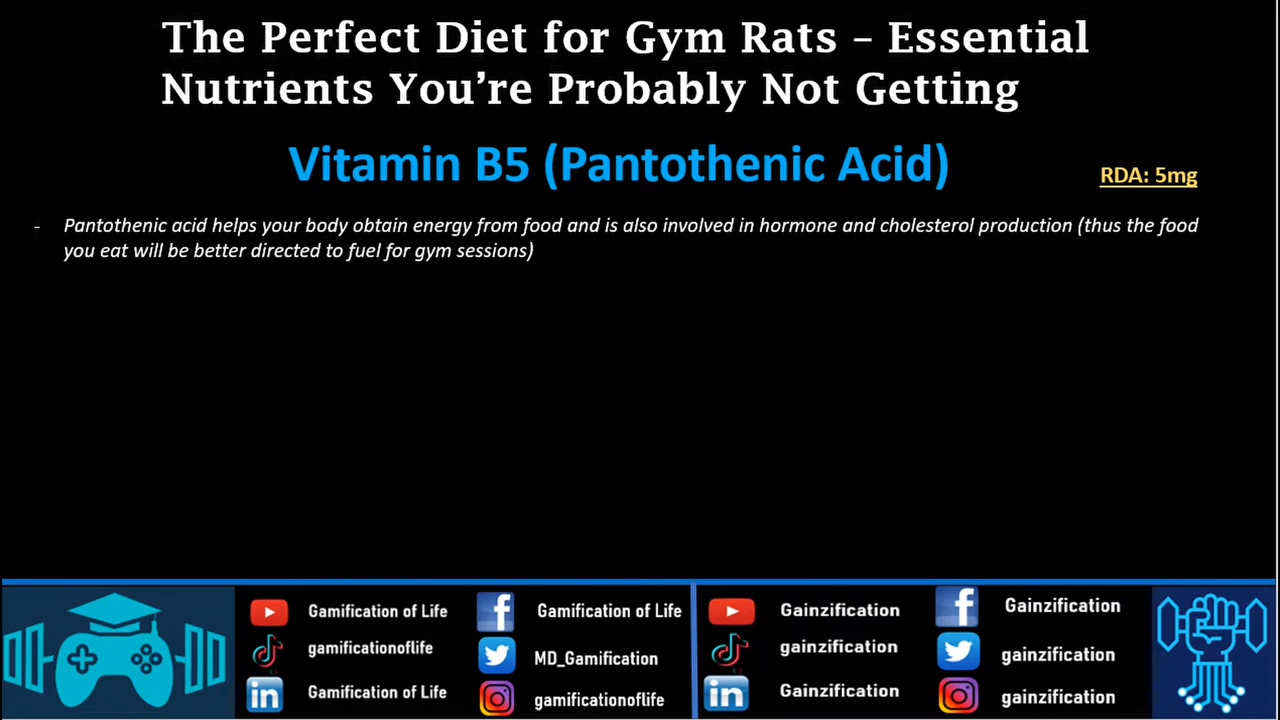 The Perfect Diet for Gym Rats – Essential
Nutrients You’re Probably Not Getting
Vitamin B5 (Pantothenic Acid)
RDA: 5mg
- Pantothenic acid helps your body obtain energy from food and is also involved in hormone and cholesterol production (thus the food
you eat will be better directed to fuel for gym sessions)
Gamification of Life
gamificationoflife
Gamification of Life
Gamification of Life
MD_Gamification
gamificationoflife
Gainzification
gainzification
Gainzification
Gainzification
gainzification
gainzification